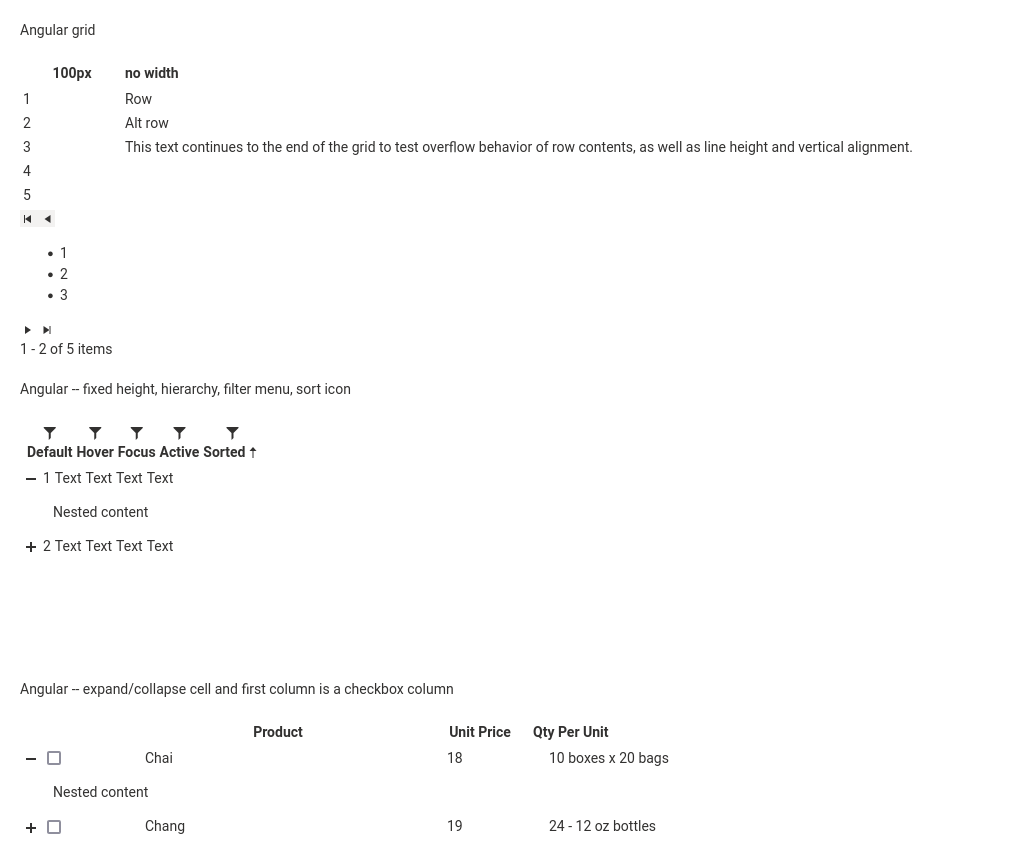 Angular grid
100px no width
1 Row
2 Alt row
3 This text continues to the end of the grid to test overflow behavior of row contents, as well as line height and vertical alignment.
4
5
• 1
• 2
• 3
1 - 2 of 5 items
Angular -- fixed height, hierarchy, filter menu, sort icon
Default Hover Focus Active Sorted ↑
1 Text Text Text Text
Nested content
2 Text Text Text Text
Angular -- expand/collapse cell and first column is a checkbox column
Product Unit Price Qty Per Unit
Chai 18 10 boxes x 20 bags
Nested content
Chang 19 24 - 12 oz bottles